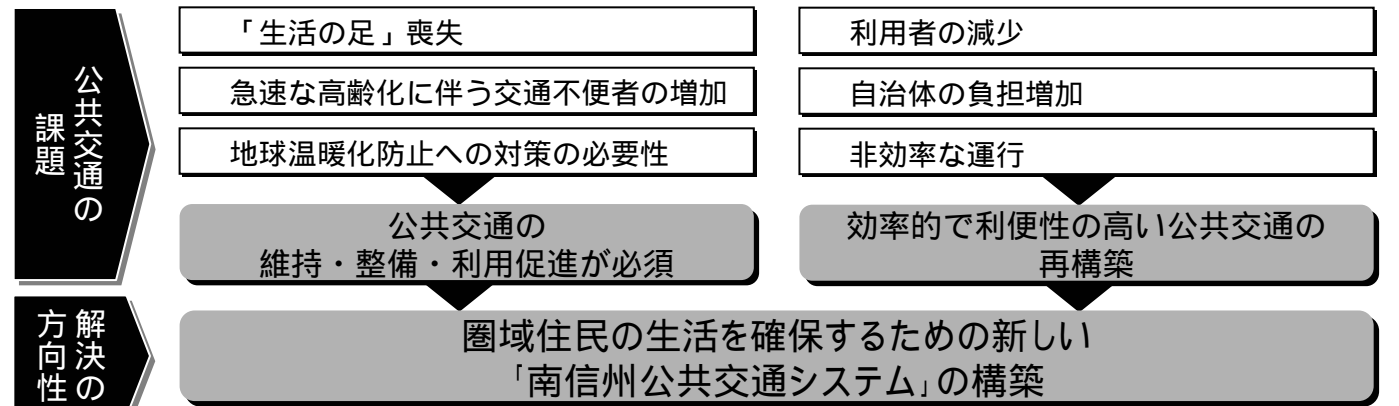 公共交通の
課題
「生活の足」喪失
急速な高齢化に伴う交通不便者の増加
地球温暖化防止への対策の必要性
公共交通の
維持・整備・利用促進が必須
利用者の減少
自治体の負担増加
非効率な運行
効率的で利便性の高い公共交通の
再構築
解決の
方向性
圏域住民の生活を確保するための新しい
「南信州公共交通システム」の構築